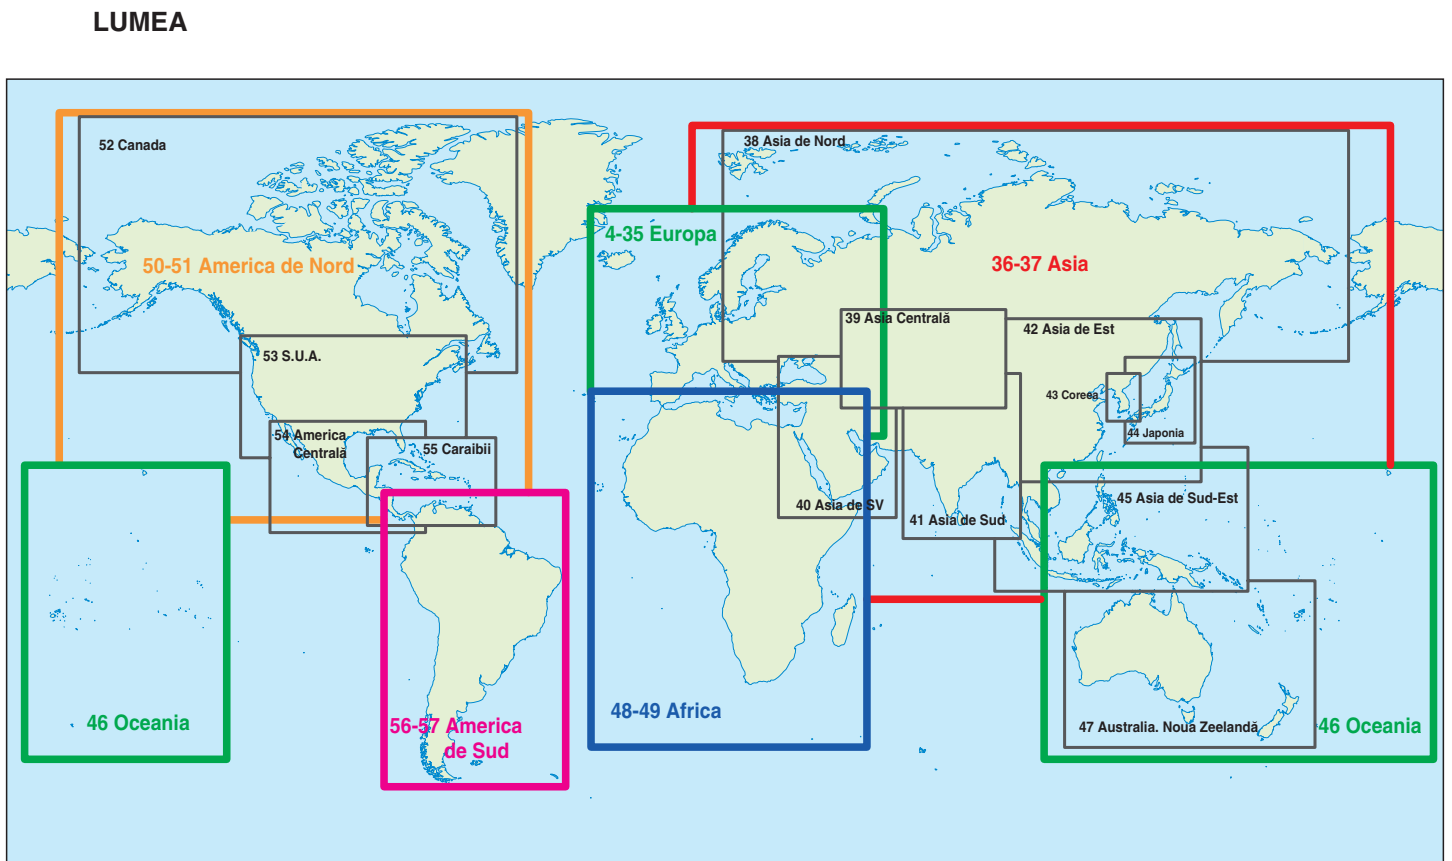 LUMEA
52 Canada
38 Asia de Nord
4-35 Europa
50-51 America de Nord
36-37 Asia
39 Asia Centrală
42 Asia de Est
53 S.U.A.
43 Coreea
44 Japonia
54 America
Centrală
55 Caraibii
40 Asia de SV
41 Asia de Sud
45 Asia de Sud-Est
46 Oceania
56-57 America
de Sud
48-49 Africa
47 Australia. Noua Zeelandă
46 Oceania